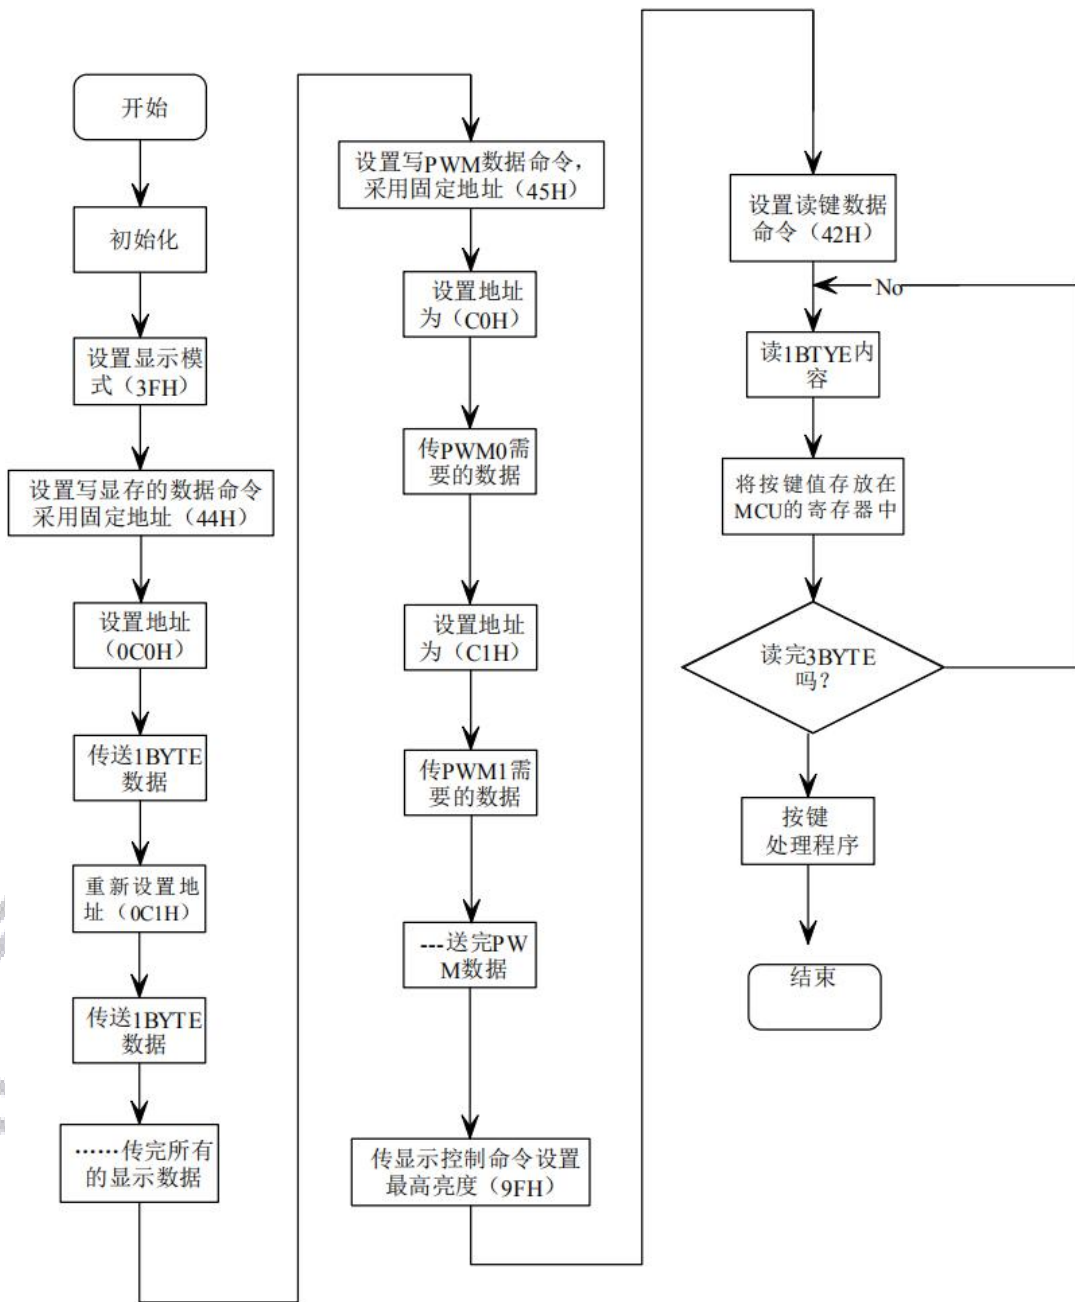 开始
初始化
设置显示模
式（3FH）
设置写显存的数据命令
采用固定地址（44H）
设置地址
（0C0H）
传送1BYTE
数据
重新设置地
址（0C1H）
传送1BYTE
数据
······传完所有
的显示数据
设置写PWM数据命令，
采用固定地址（45H）
设置地址
为（C0H）
传PWM0需
要的数据
设置地址
为（C1H）
传PWM1需
要的数据
---送完PW
M数据
传显示控制命令设置
最高亮度（9FH）
设置读键数据
命令（42H）
No
读1BTYE内
容
将按键值存放在
MCU的寄存器中
读完3BYTE
吗？
按键
处理程序
结束